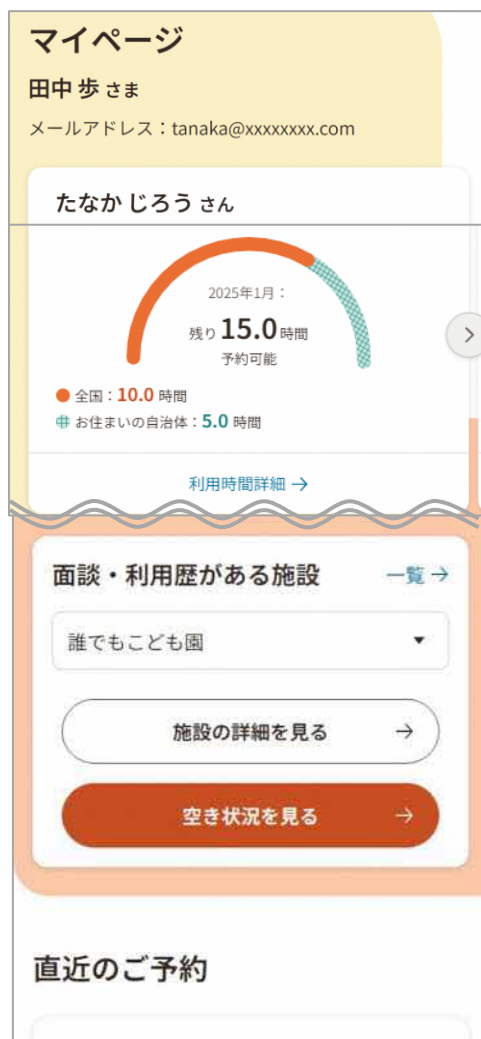 マイページ
田中 歩 さま
メールアドレス：tanaka@xxxxxxxx.com
たなか じろう さん
2025年1月：
残り 15.0 時間
予約可能
全国：10.0 時間
お住まいの自治体：5.0 時間
利用時間詳細 →
面談・利用歴がある施設 一覧 →
誰でもこども園
施設の詳細を見る →
空き状況を見る →
直近のご予約